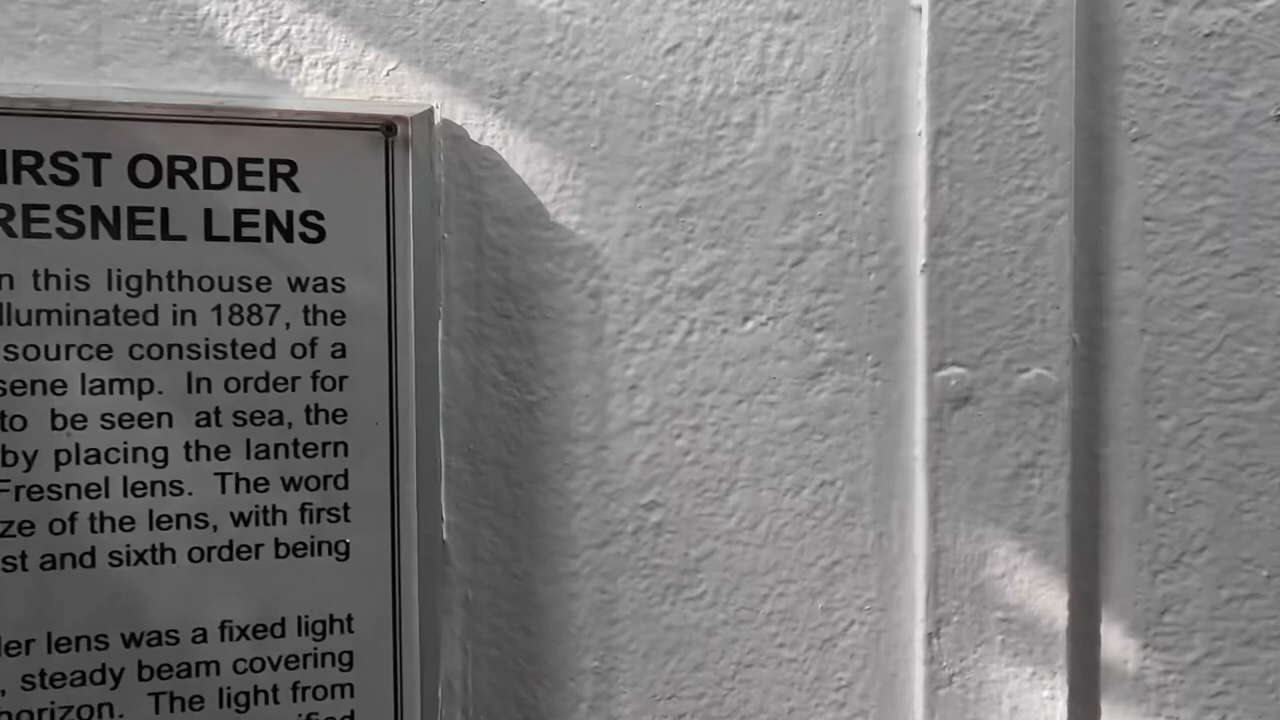 IRST ORDER
RESNEL LENS
n this lighthouse was
lluminated in 1887, the
source consisted of a
sene lamp. In order for
to be seen at sea, the
by placing the lantern
Fresnel lens. The word
ze of the lens, with first
st and sixth order being
der lens was a fixed light
, steady beam covering
horizon. The light from